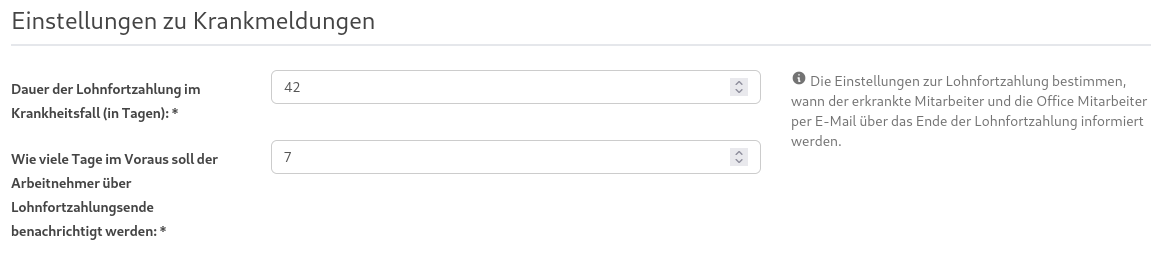 Einstellungen zu Krankmeldungen
Dauer der Lohnfortzahlung im
Krankheitsfall (in Tagen): *
42
Die Einstellungen zur Lohnfortzahlung bestimmen,
wann der erkrankte Mitarbeiter und die Office Mitarbeiter
per E-Mail über das Ende der Lohnfortzahlung informiert
werden.
Wie viele Tage im Voraus soll der
Arbeitnehmer über
Lohnfortzahlungsende
benachrichtigt werden: *
7